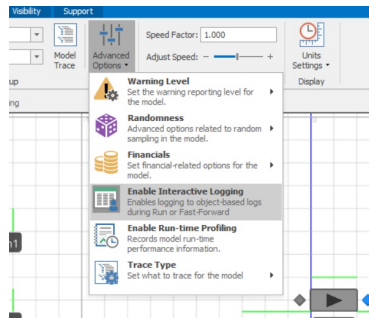 Visibility Support
Model
Trace
Advanced
Options
Speed Factor: 1.000
Adjust Speed: - +
Units
Settings
Display
Warning Level
Set the warning reporting level for
the model.
Randomness
Advanced options related to random
sampling in the model.
Financials
Set financial-related options for the
model.
Enable Interactive Logging
Enables logging to object-based logs
during Run or Fast-Forward
Enable Run-time Profiling
Records model run-time
performance information.
Trace Type
Set what to trace for the model